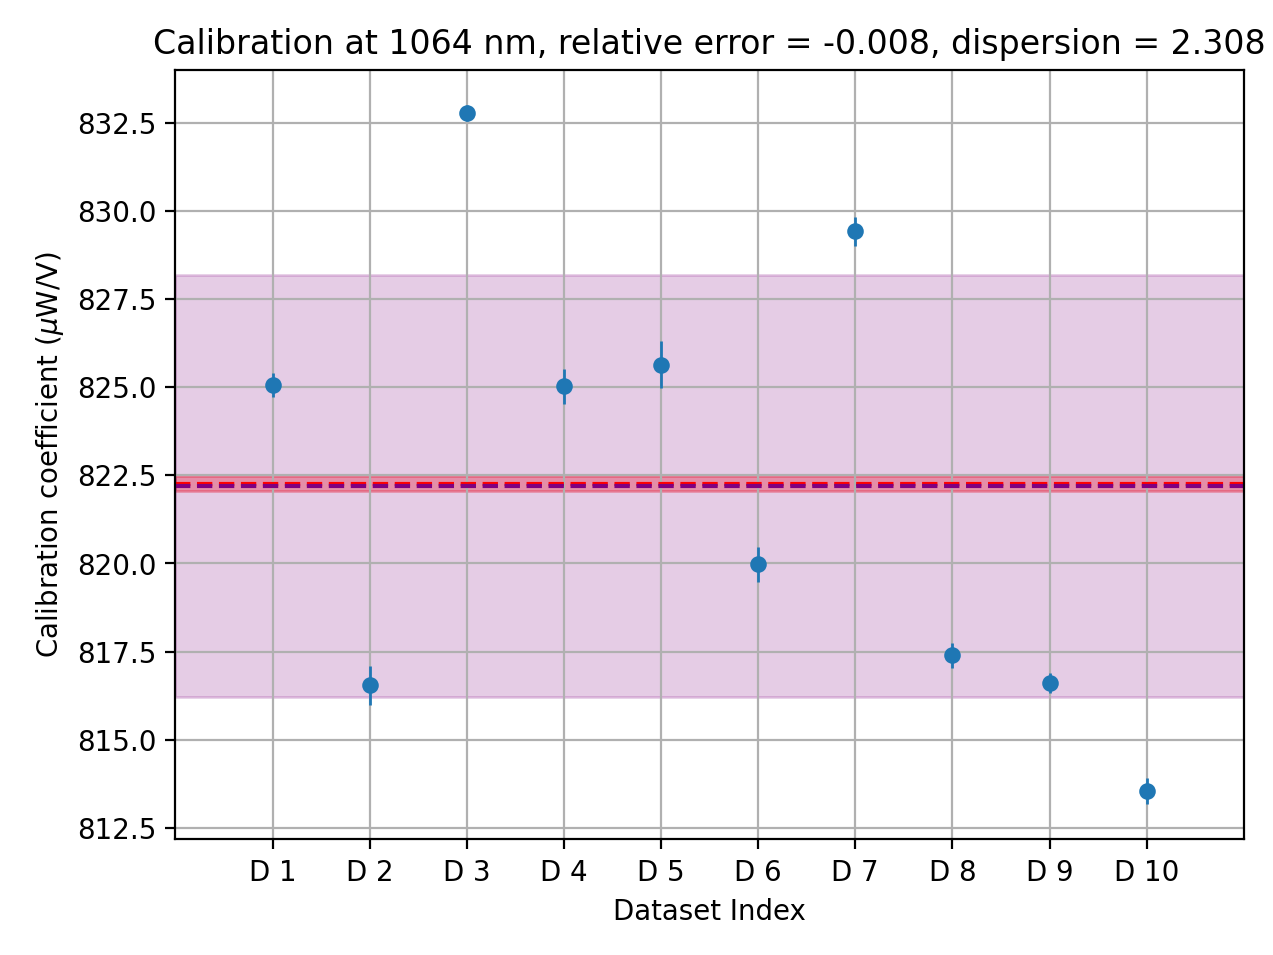 Calibration at 1064 nm, relative error = -0.008, dispersion = 2.308
Calibration coefficient (μW/V)
832.5
830.0
827.5
825.0
822.5
820.0
817.5
815.0
812.5
D 1 D 2 D 3 D 4 D 5 D 6 D 7 D 8 D 9 D 10
Dataset Index